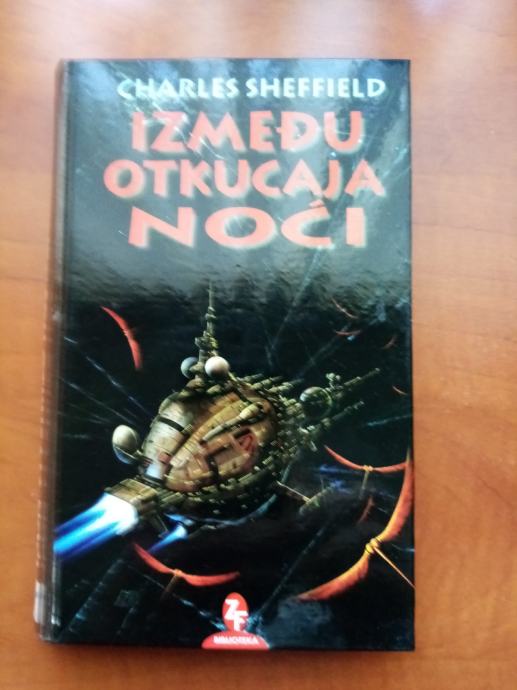 CHARLES SHEFFIELD
IZMEĐU
OTKUCAJA
NOĆI
ZF
BIBLIOTEKA